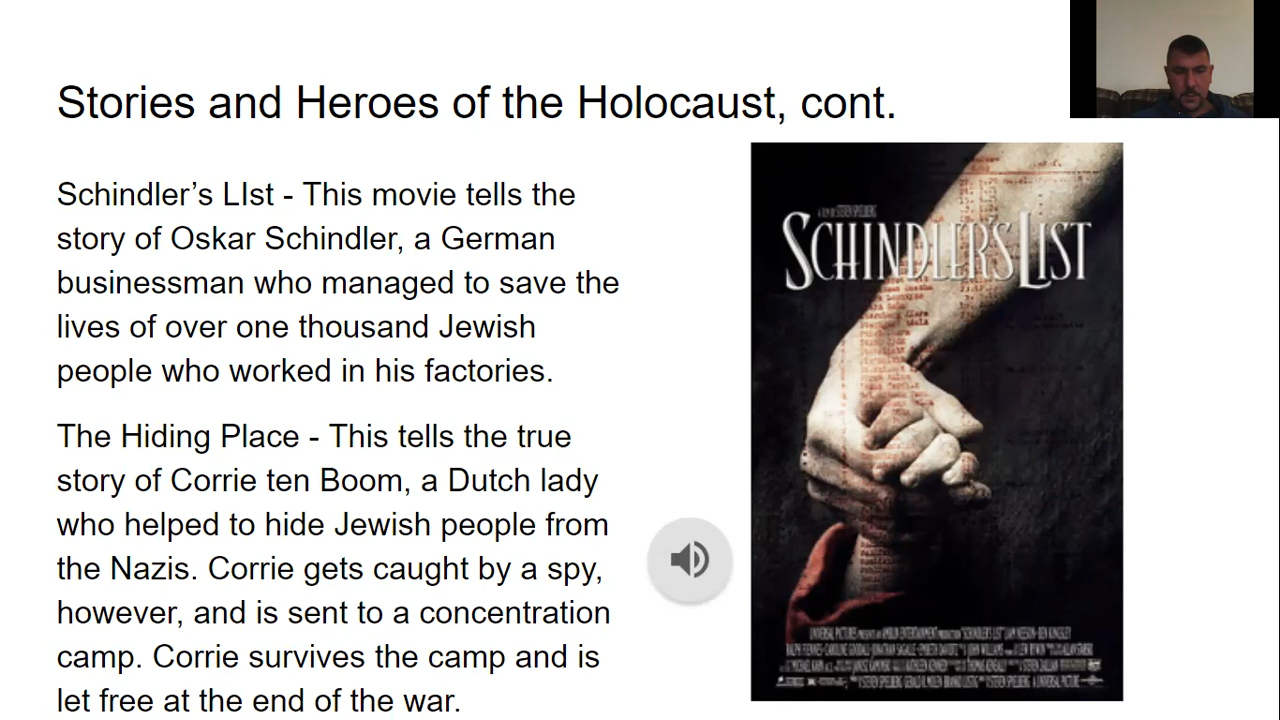 Stories and Heroes of the Holocaust, cont.
Schindler’s LIst - This movie tells the
story of Oskar Schindler, a German
businessman who managed to save the
lives of over one thousand Jewish
people who worked in his factories.
The Hiding Place - This tells the true
story of Corrie ten Boom, a Dutch lady
who helped to hide Jewish people from
the Nazis. Corrie gets caught by a spy,
however, and is sent to a concentration
camp. Corrie survives the camp and is
let free at the end of the war.
A FILM BY STEVEN SPIELBERG
SCHINDLER'S LIST